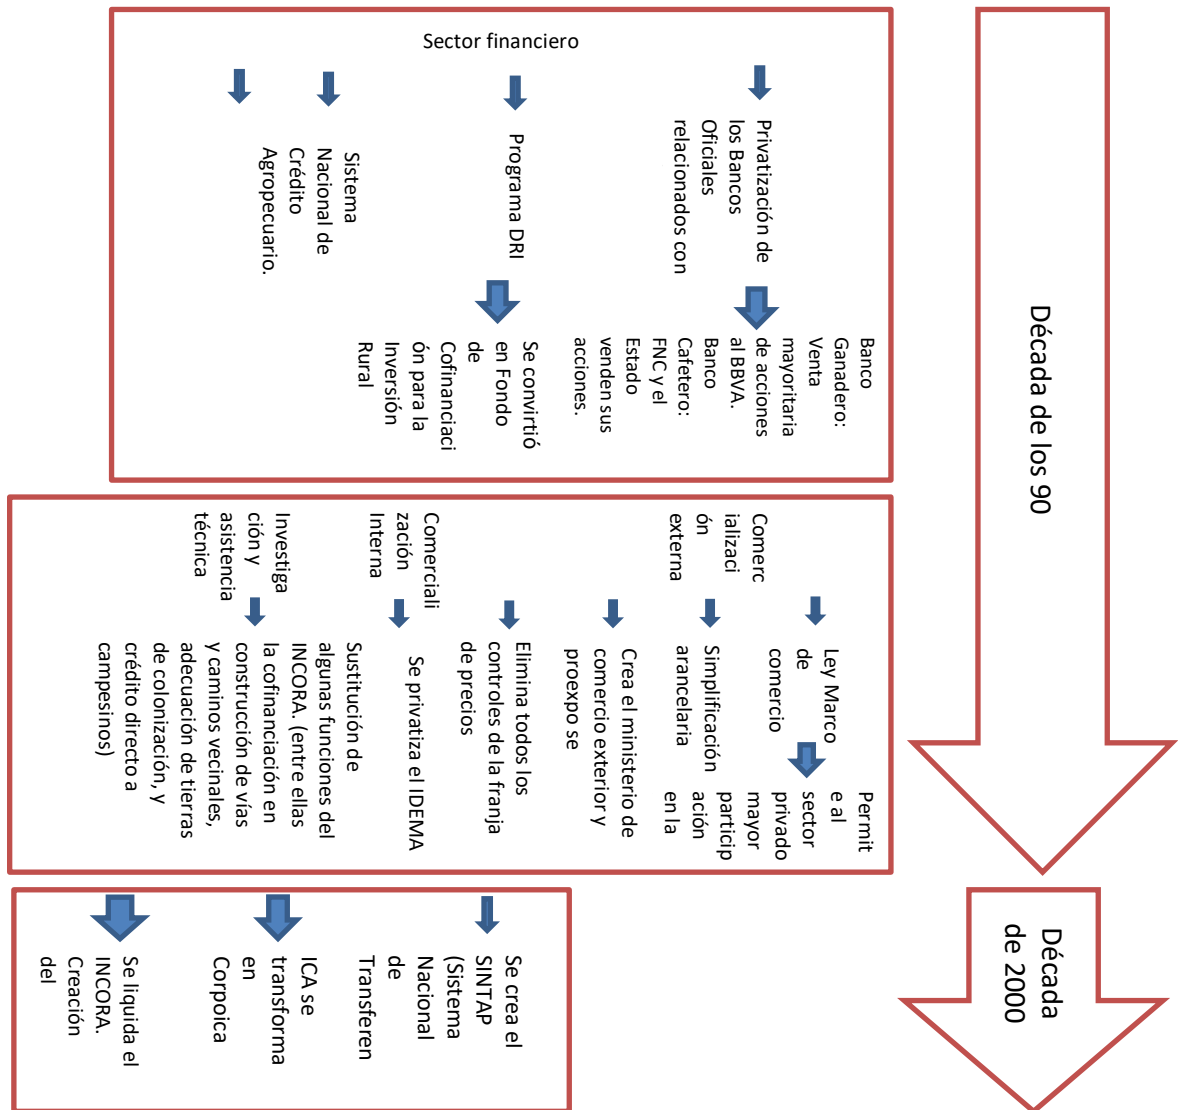 Sector financiero
Privatización de
los Bancos
Oficiales
relacionados con
Banco
Ganadero:
Venta
mayoritaria
de acciones
al BBVA.
Banco
Cafetero:
FNC y el
Estado
venden sus
acciones.
Programa DRI
Se convirtió
en Fondo
de
Cofinanciaci
ón para la
Inversión
Rural
Sistema
Nacional de
Crédito
Agropecuario.
Década de los 90
Comerc
ializaci
ón
externa
Ley Marco
de
comercio
Permit
e al
sector
privado
mayor
particip
ación
en la
Simplificación
arancelaria
Crea el ministerio de
comercio exterior y
proexpo se
Elimina todos los
controles de la franja
de precios
Comerciali
zación
Interna
Se privatiza el IDEMA
Investiga
ción y
asistencia
técnica
Sustitución de
algunas funciones del
INCORA. (entre ellas
la cofinanciación en
construcción de vías
y caminos vecinales,
adecuación de tierras
de colonización, y
crédito directo a
campesinos)
Década
de 2000
Se crea el
SINTAP
(Sistema
Nacional
de
Transferen
ICA se
transforma
en
Corpoica
Se liquida el
INCORA.
Creación
del